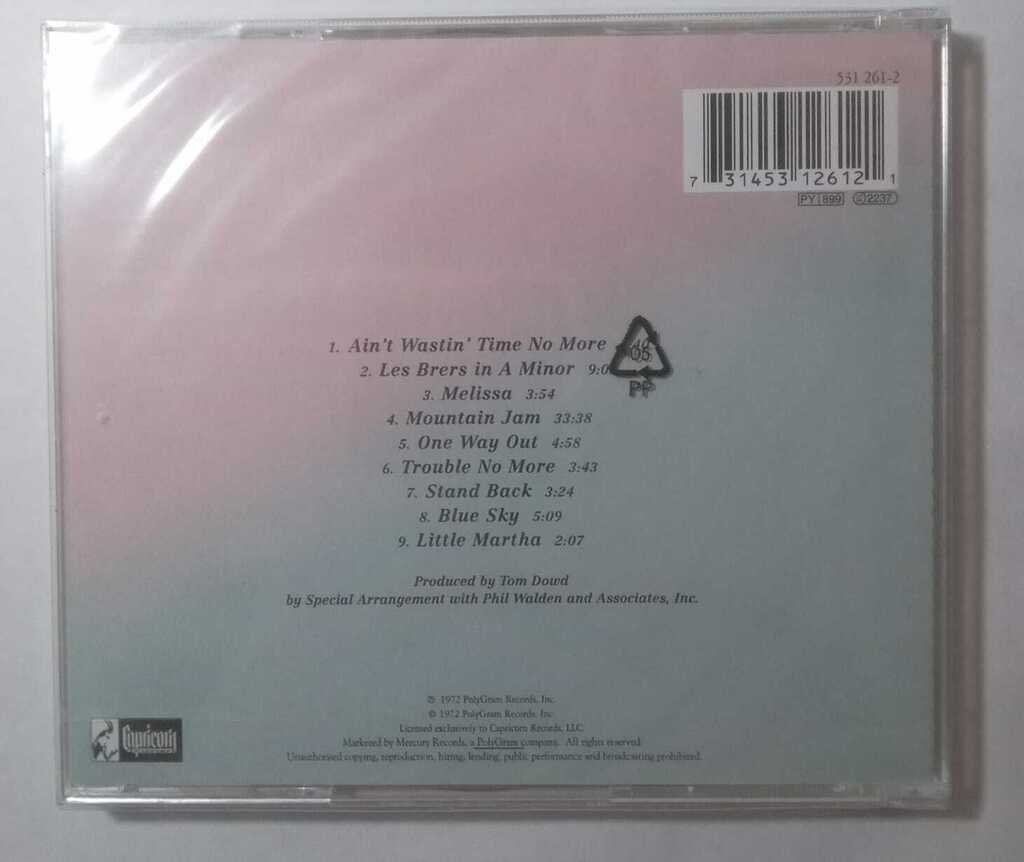 531 261-2
7 31453 12612 1
PY 899 2237
1. Ain't Wastin' Time No More
05
2. Les Brers in A Minor 9:0
PP
3. Melissa 3:54
4. Mountain Jam 33:38
5. One Way Out 4:58
6. Trouble No More 3:43
7. Stand Back 3:24
8. Blue Sky 5:09
9. Little Martha 2:07
Produced by Tom Dowd
by Special Arrangement with Phil Walden and Associates, Inc.
℗ 1972 PolyGram Records, Inc.
© 1972 PolyGram Records, Inc.
Licensed exclusively to Capricorn Records, LLC
Marketed by Mercury Records, a PolyGram company. All rights reserved.
Unauthorised copying, reproduction, hiring, lending, public performance and broadcasting prohibited.
Capricorn